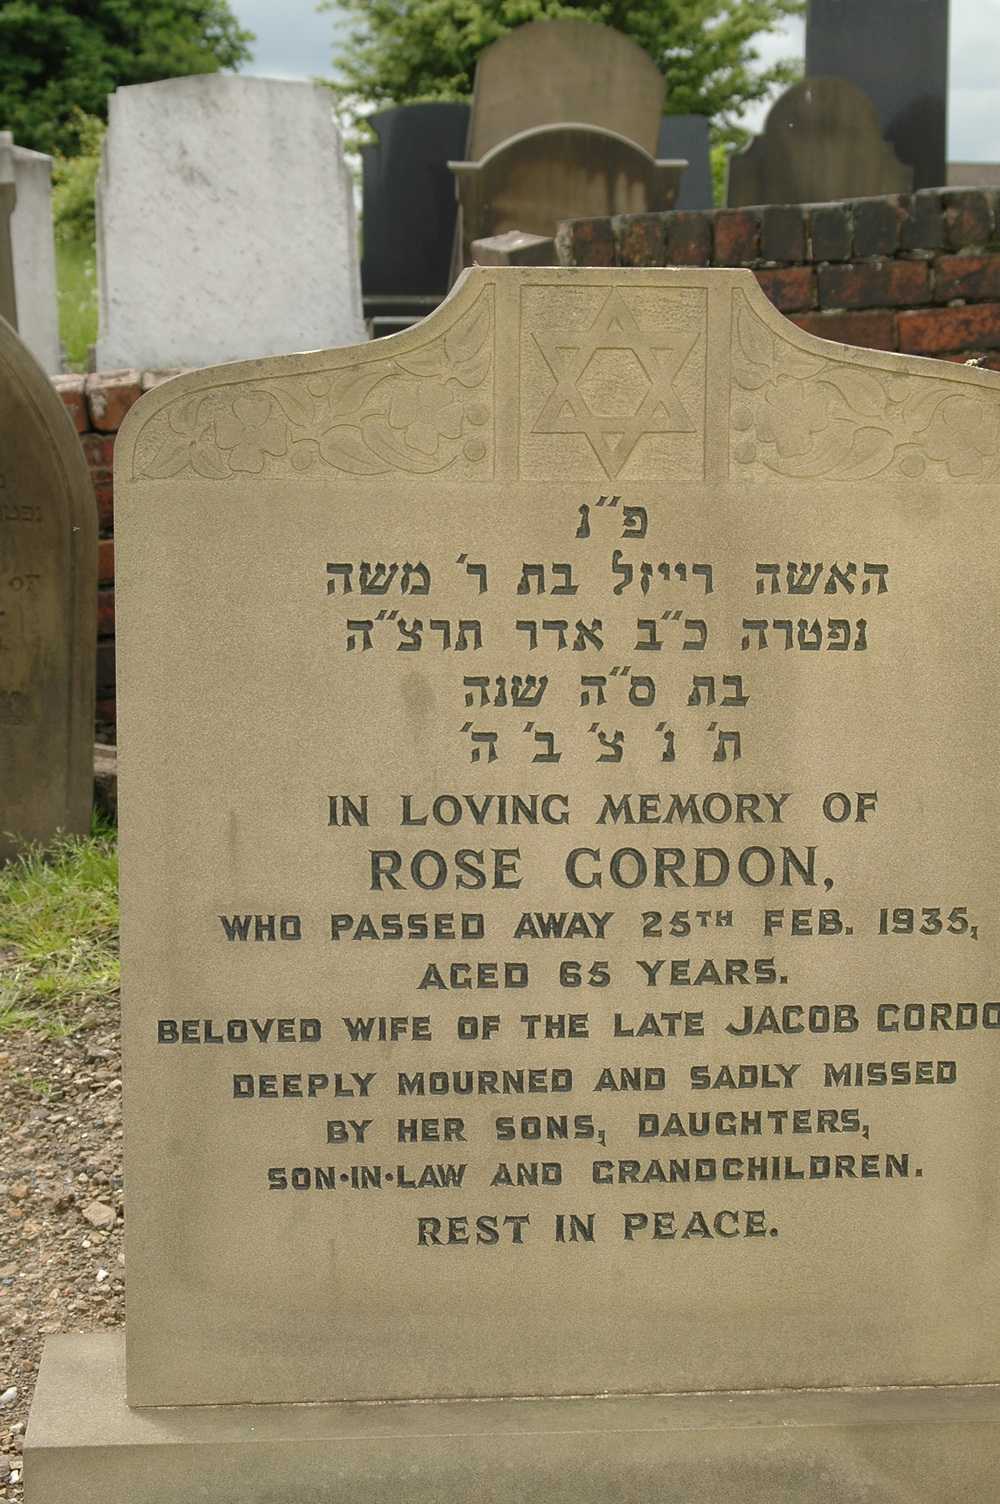 פ"נ
האשה רייזל בת ר' משה
נפטרה כ"ב אדר תרצ"ה
בת ס"ה שנה
ת' נ' צ' ב' ה'
IN LOVING MEMORY OF
ROSE GORDON,
WHO PASSED AWAY 25TH FEB. 1935,
AGED 65 YEARS.
BELOVED WIFE OF THE LATE JACOB GORDO
DEEPLY MOURNED AND SADLY MISSED
BY HER SONS, DAUGHTERS,
SON·IN·LAW AND GRANDCHILDREN.
REST IN PEACE.